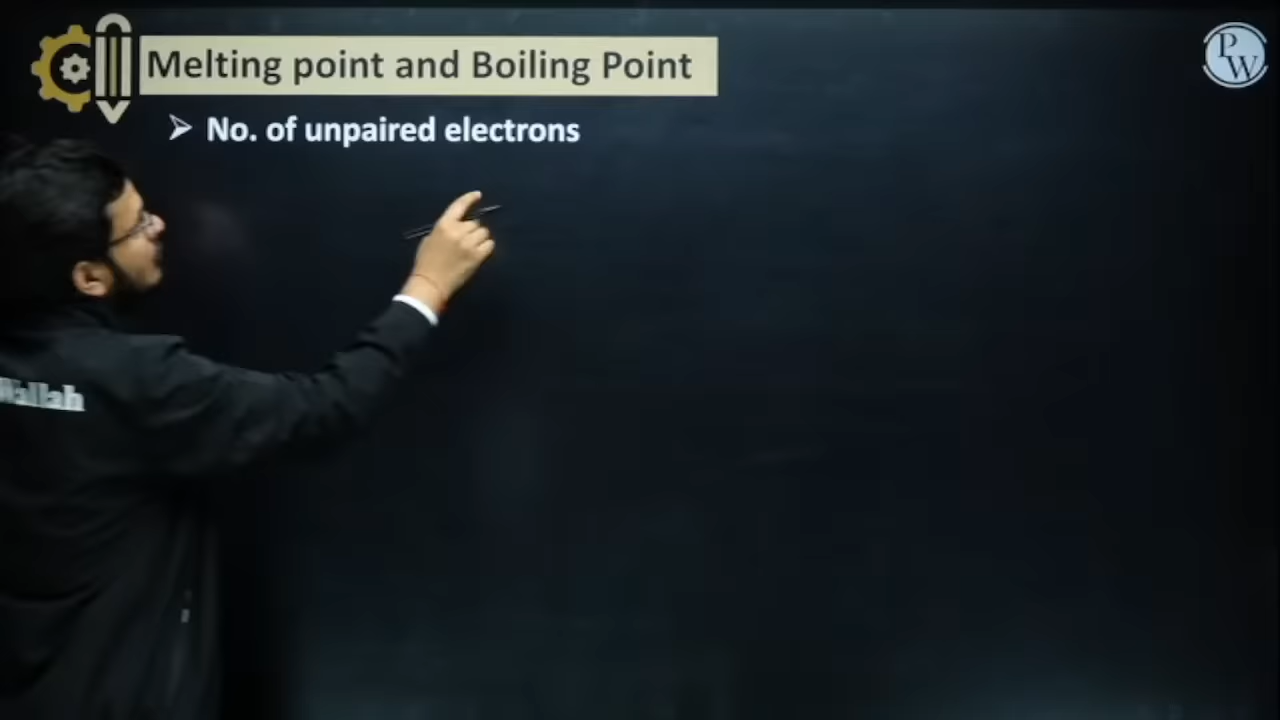 Melting point and Boiling Point
PW
➢ No. of unpaired electrons
Wallah